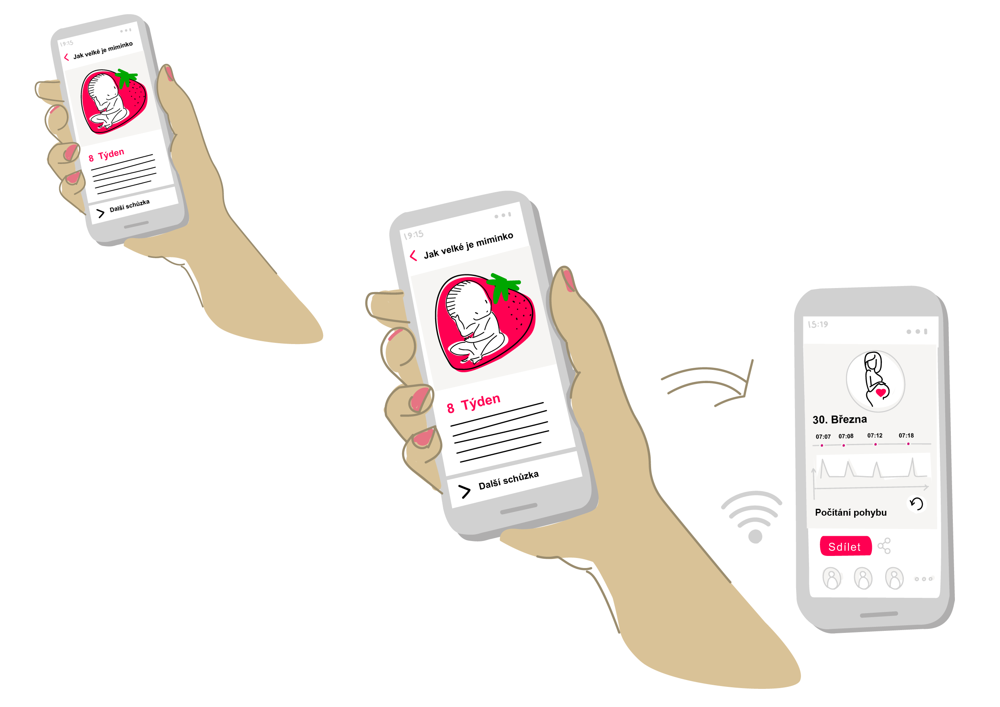 19:15
Jak velké je miminko
8 Týden
Další schůzka
19:15
Jak velké je miminko
8 Týden
Další schůzka
15:19
30. Března
07:07 07:08 07:12 07:18
Počítání pohybu
Sdílet